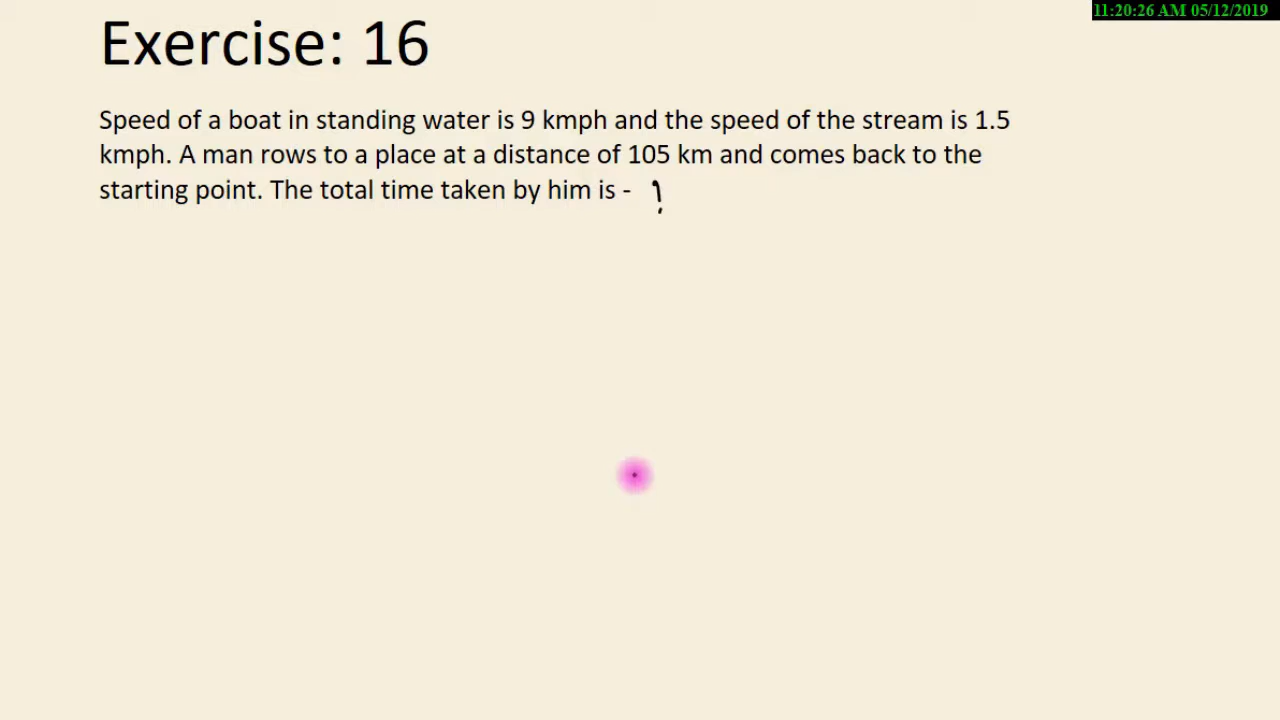 11:20:26 AM 05/12/2019
Exercise: 16
Speed of a boat in standing water is 9 kmph and the speed of the stream is 1.5
kmph. A man rows to a place at a distance of 105 km and comes back to the
starting point. The total time taken by him is - ?